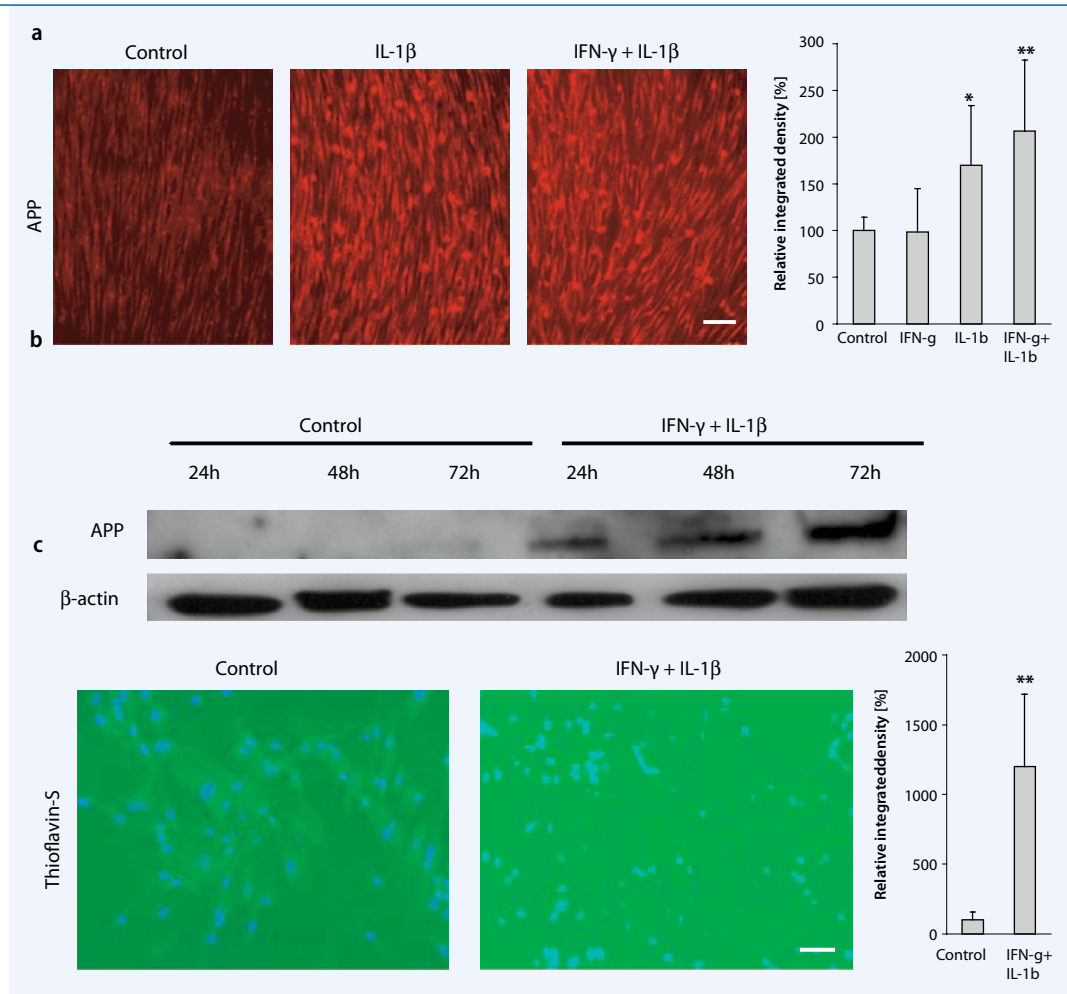 a
Control
IL-1β
IFN-γ + IL-1β
APP
Relative integrated density [%]
300
250
200
150
100
50
0
*
**
Control
IFN-g
IL-1b
IFN-g+
IL-1b
b
Control
IFN-γ + IL-1β
24h
48h
72h
24h
48h
72h
APP
β-actin
c
Control
IFN-γ + IL-1β
Thioflavin-S
Relative integrateddensity [%]
2000
1500
1000
500
0
**
Control
IFN-g+
IL-1b